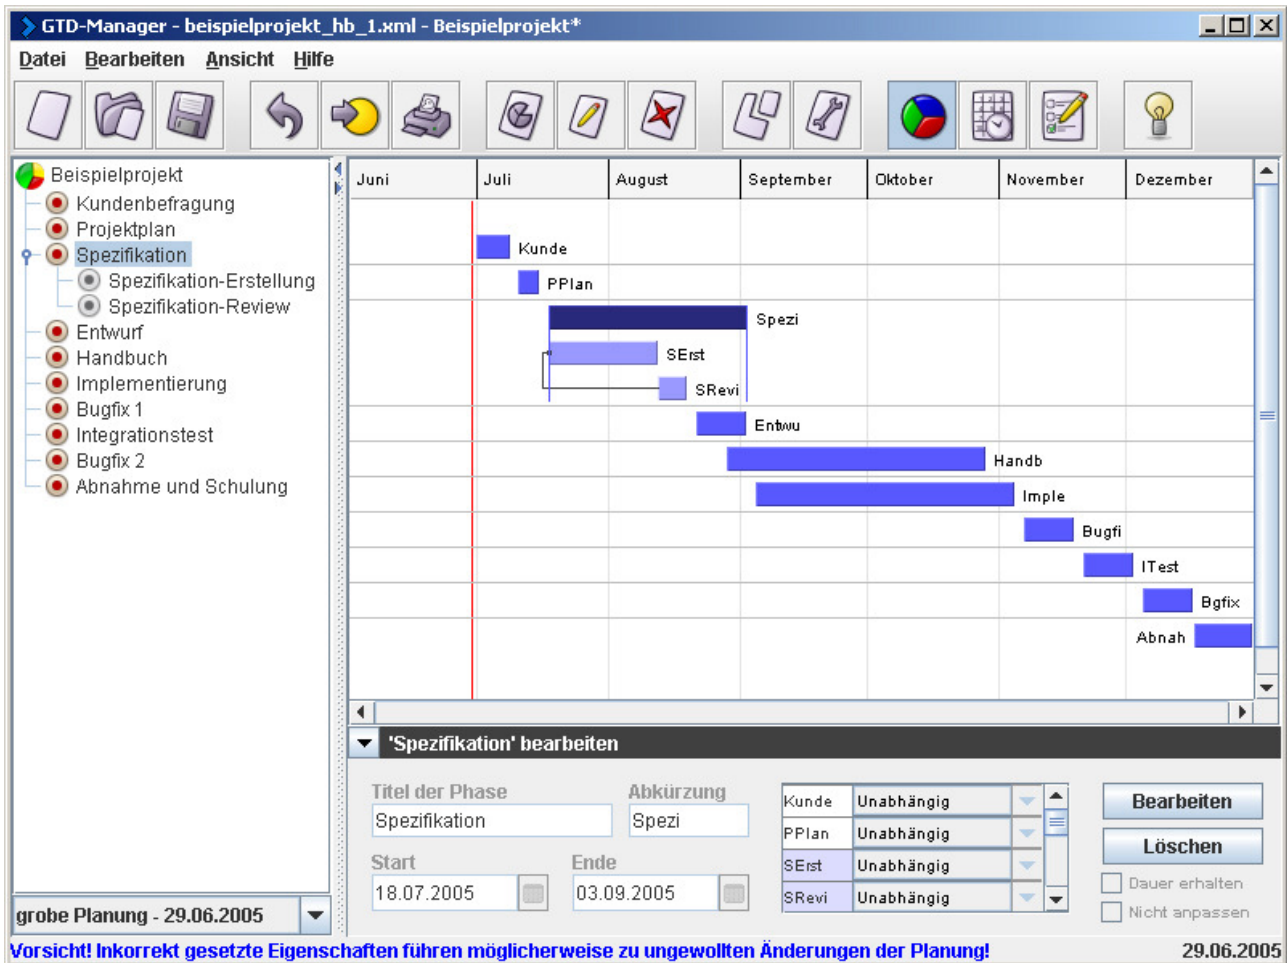 GTD-Manager - beispielprojekt_hb_1.xml - Beispielprojekt*
Datei Bearbeiten Ansicht Hilfe
Beispielprojekt
Kundenbefragung
Projektplan
Spezifikation
Spezifikation-Erstellung
Spezifikation-Review
Entwurf
Handbuch
Implementierung
Bugfix 1
Integrationstest
Bugfix 2
Abnahme und Schulung
grobe Planung - 29.06.2005
Juni Juli August September Oktober November Dezember
Kunde
PPlan
Spezi
SErst
SRevi
Entwu
Handb
Imple
Bugfi
ITest
Bgfix
Abnah
'Spezifikation' bearbeiten
Titel der Phase Abkürzung
Spezifikation Spezi
Start Ende
18.07.2005 03.09.2005
Kunde Unabhängig
PPlan Unabhängig
SErst Unabhängig
SRevi Unabhängig
Bearbeiten
Löschen
Dauer erhalten
Nicht anpassen
Vorsicht! Inkorrekt gesetzte Eigenschaften führen möglicherweise zu ungewollten Änderungen der Planung! 29.06.2005